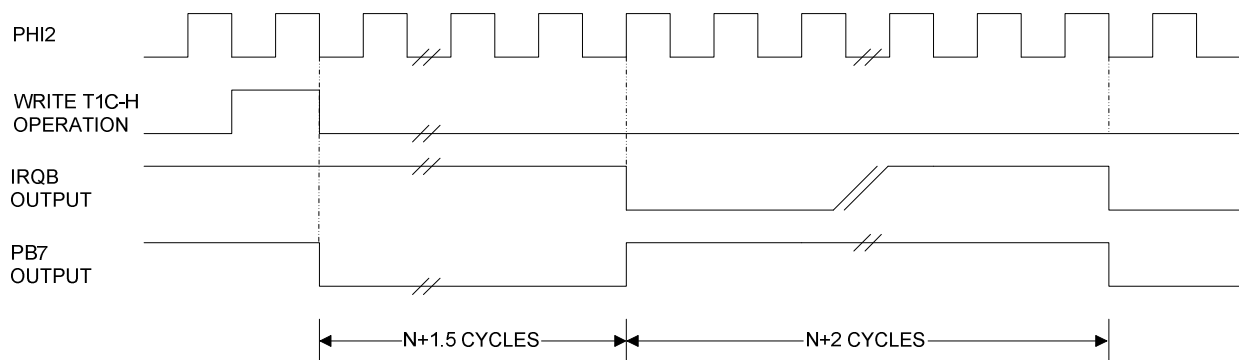 PHI2
WRITE T1C-H
OPERATION
IRQB
OUTPUT
PB7
OUTPUT
N+1.5 CYCLES
N+2 CYCLES